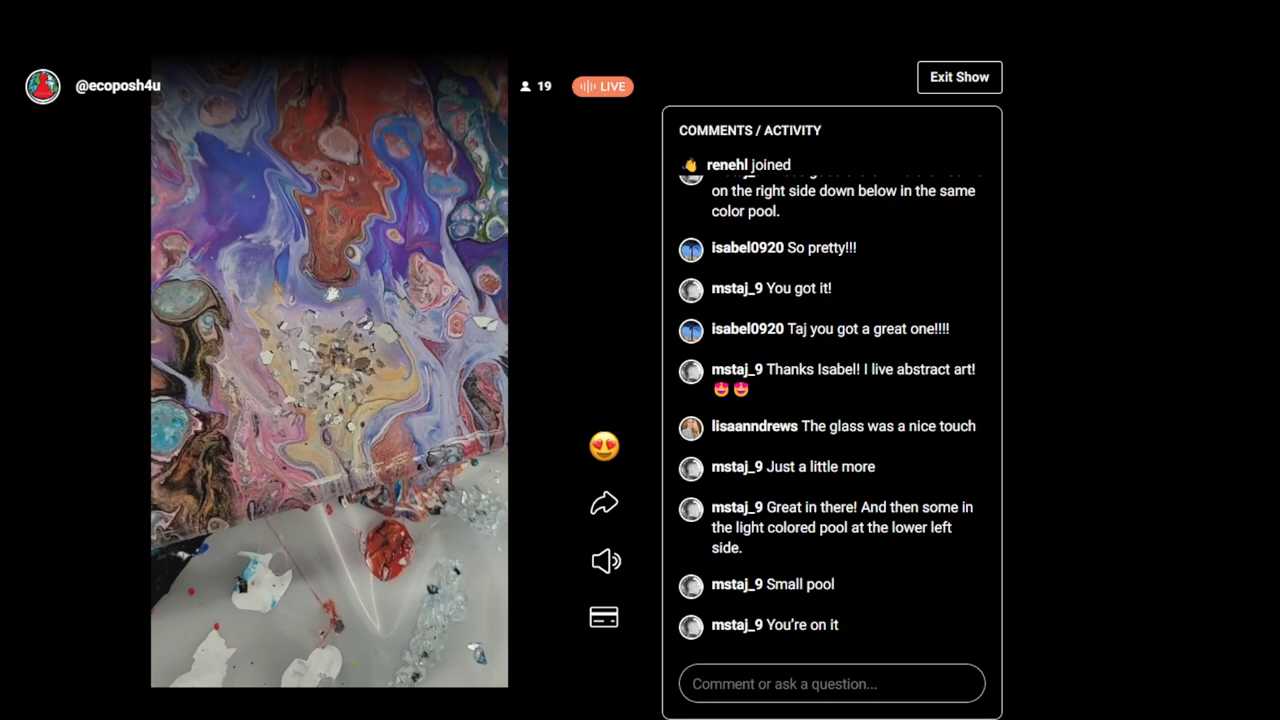 @ecoposh4u
19
LIVE
Exit Show
COMMENTS / ACTIVITY
renehl joined
on the right side down below in the same
color pool.
isabel0920 So pretty!!!
mstaj_9 You got it!
isabel0920 Taj you got a great one!!!!
mstaj_9 Thanks Isabel! I live abstract art!
😍 😍
lisaanndrews The glass was a nice touch
mstaj_9 Just a little more
mstaj_9 Great in there! And then some in
the light colored pool at the lower left
side.
mstaj_9 Small pool
mstaj_9 You’re on it
Comment or ask a question...